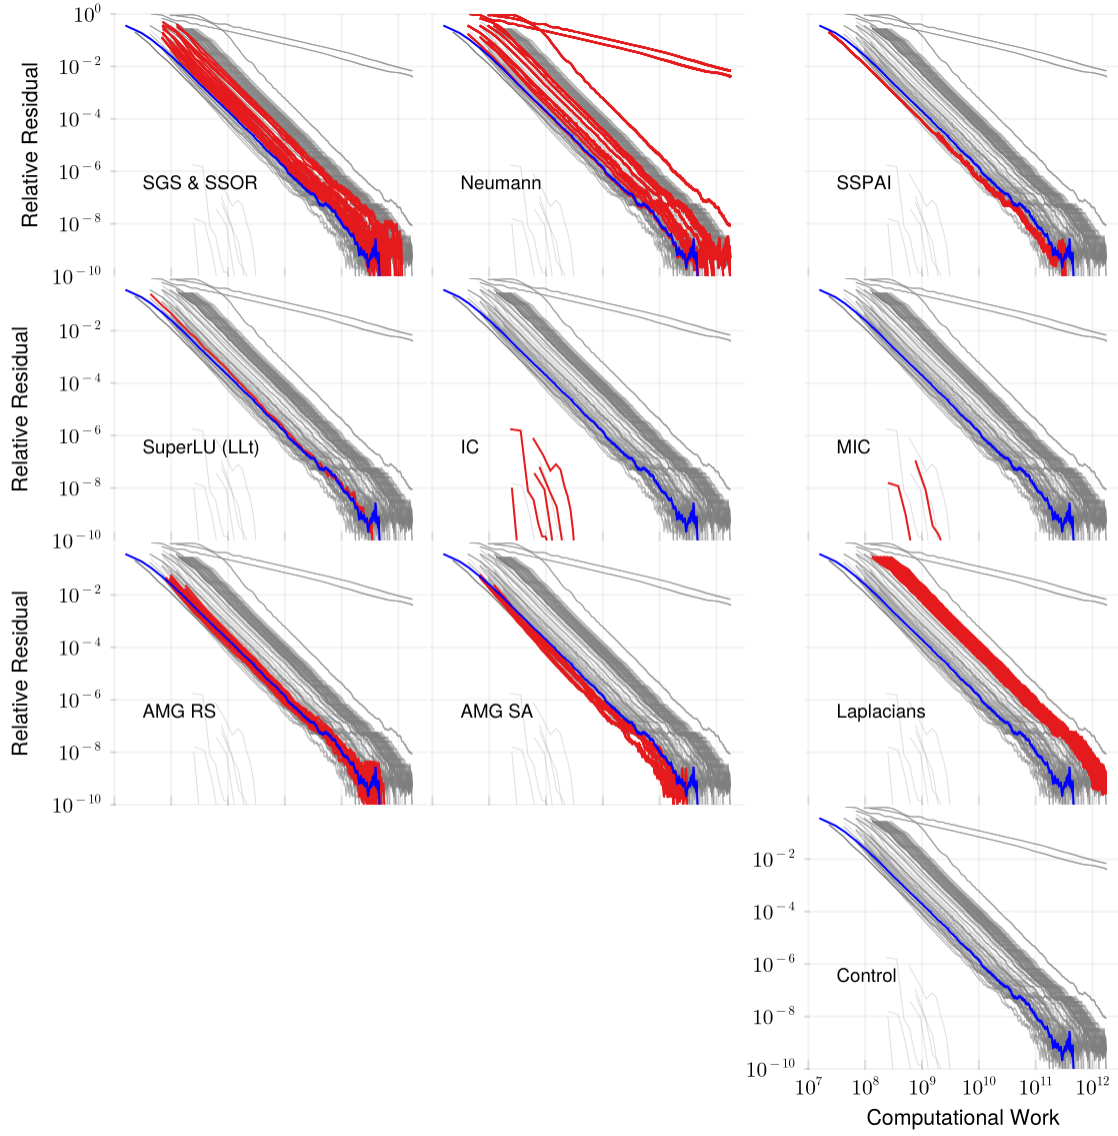 10^0
10^−2
10^−4
10^−6
10^−8
10^−10
Relative Residual
SGS & SSOR
Neumann
SSPAI
10^−2
10^−4
10^−6
10^−8
10^−10
Relative Residual
SuperLU (LLt)
IC
MIC
10^−2
10^−4
10^−6
10^−8
10^−10
Relative Residual
AMG RS
AMG SA
Laplacians
10^−2
10^−4
10^−6
10^−8
10^−10
Control
10^7 10^8 10^9 10^10 10^11 10^12
Computational Work